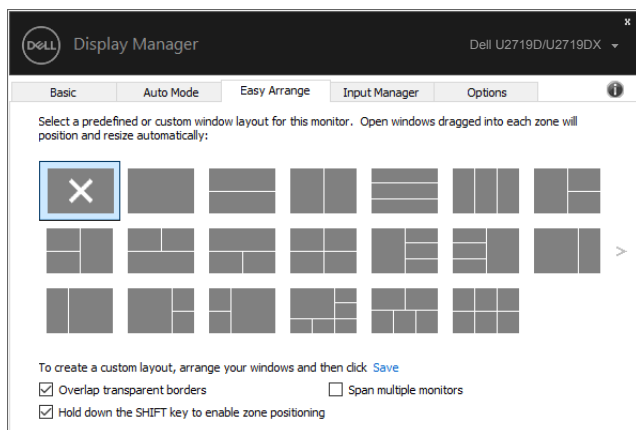 x
DELL Display Manager Dell U2719D/U2719DX
Basic Auto Mode Easy Arrange Input Manager Options i
Select a predefined or custom window layout for this monitor. Open windows dragged into each zone will
position and resize automatically:
To create a custom layout, arrange your windows and then click Save
Overlap transparent borders Span multiple monitors
Hold down the SHIFT key to enable zone positioning